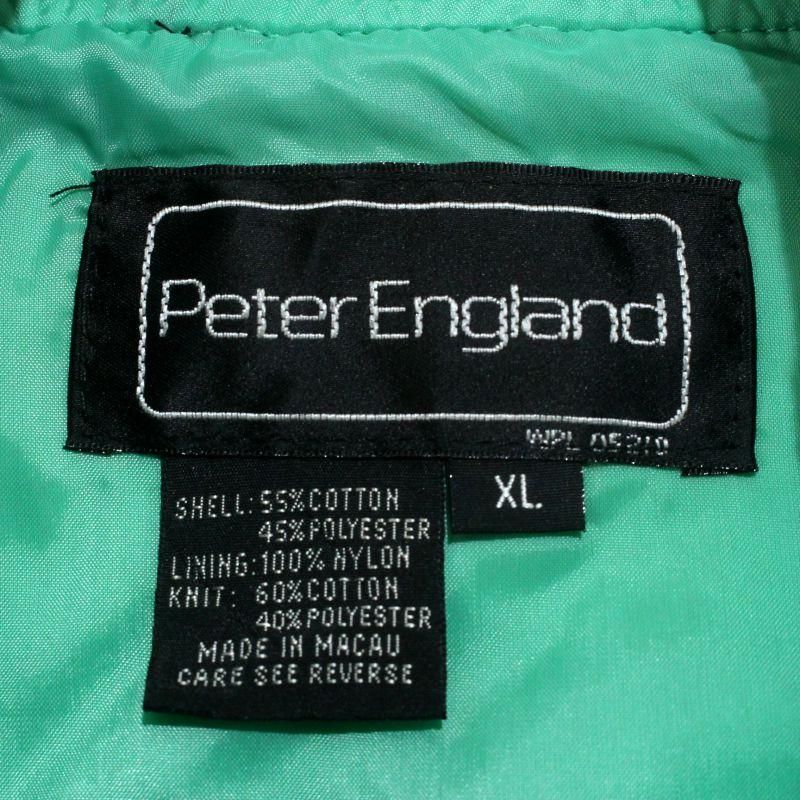 Peter England
WPL 05210
XL
SHELL: 55% COTTON
45% POLYESTER
LINING: 100% NYLON
KNIT: 60% COTTON
40% POLYESTER
MADE IN MACAU
CARE SEE REVERSE